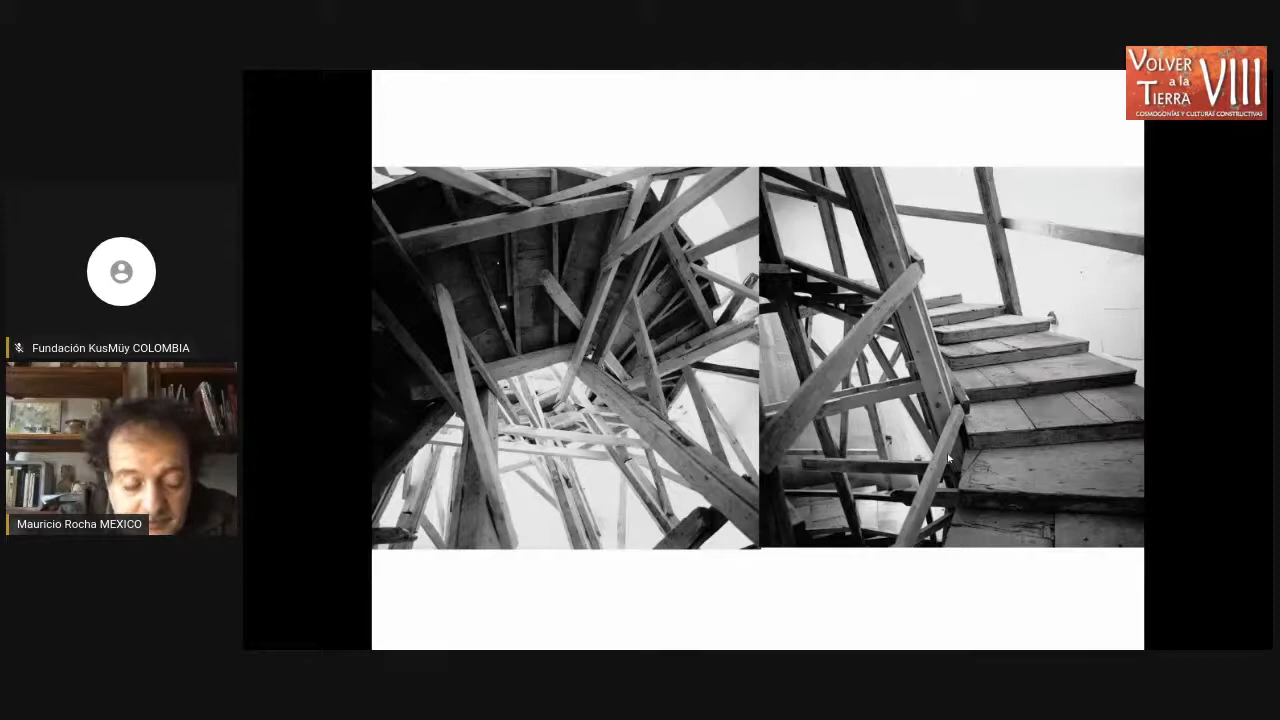 VOLVER
a la
TIERRA
VIII
COSMOGONÍAS Y CULTURAS CONSTRUCTIVAS
Fundación KusMüy COLOMBIA
Mauricio Rocha MEXICO